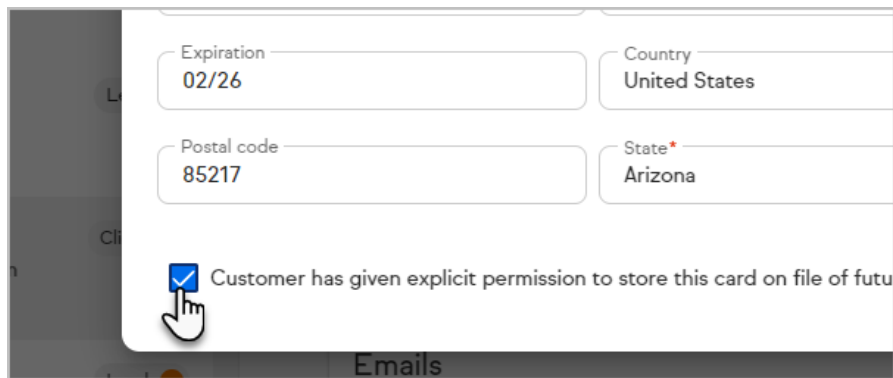 Expiration
02/26
Country
United States
Postal code
85217
State*
Arizona
Customer has given explicit permission to store this card on file of futu
Emails